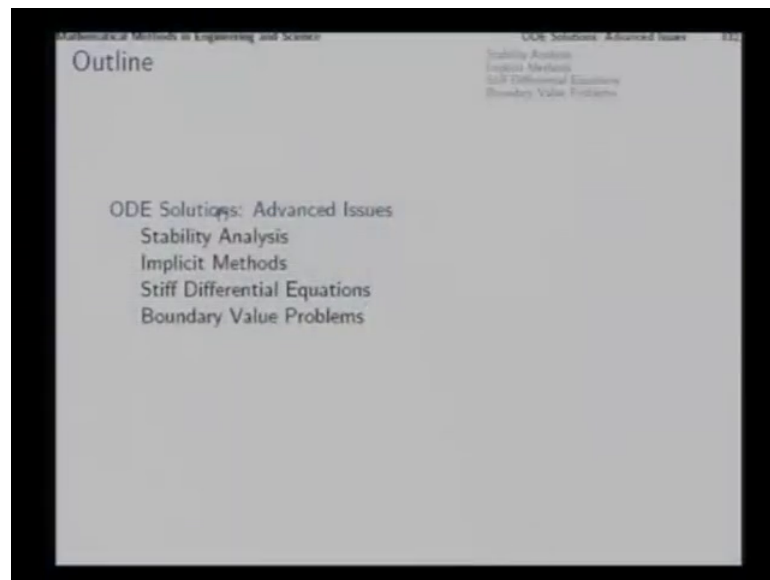 Mathematical Methods in Engineering and Science
ODE Solutions: Advanced Issues
Outline
Stability Analysis
Implicit Methods
Stiff Differential Equations
Boundary Value Problems
ODE Solutions: Advanced Issues
Stability Analysis
Implicit Methods
Stiff Differential Equations
Boundary Value Problems